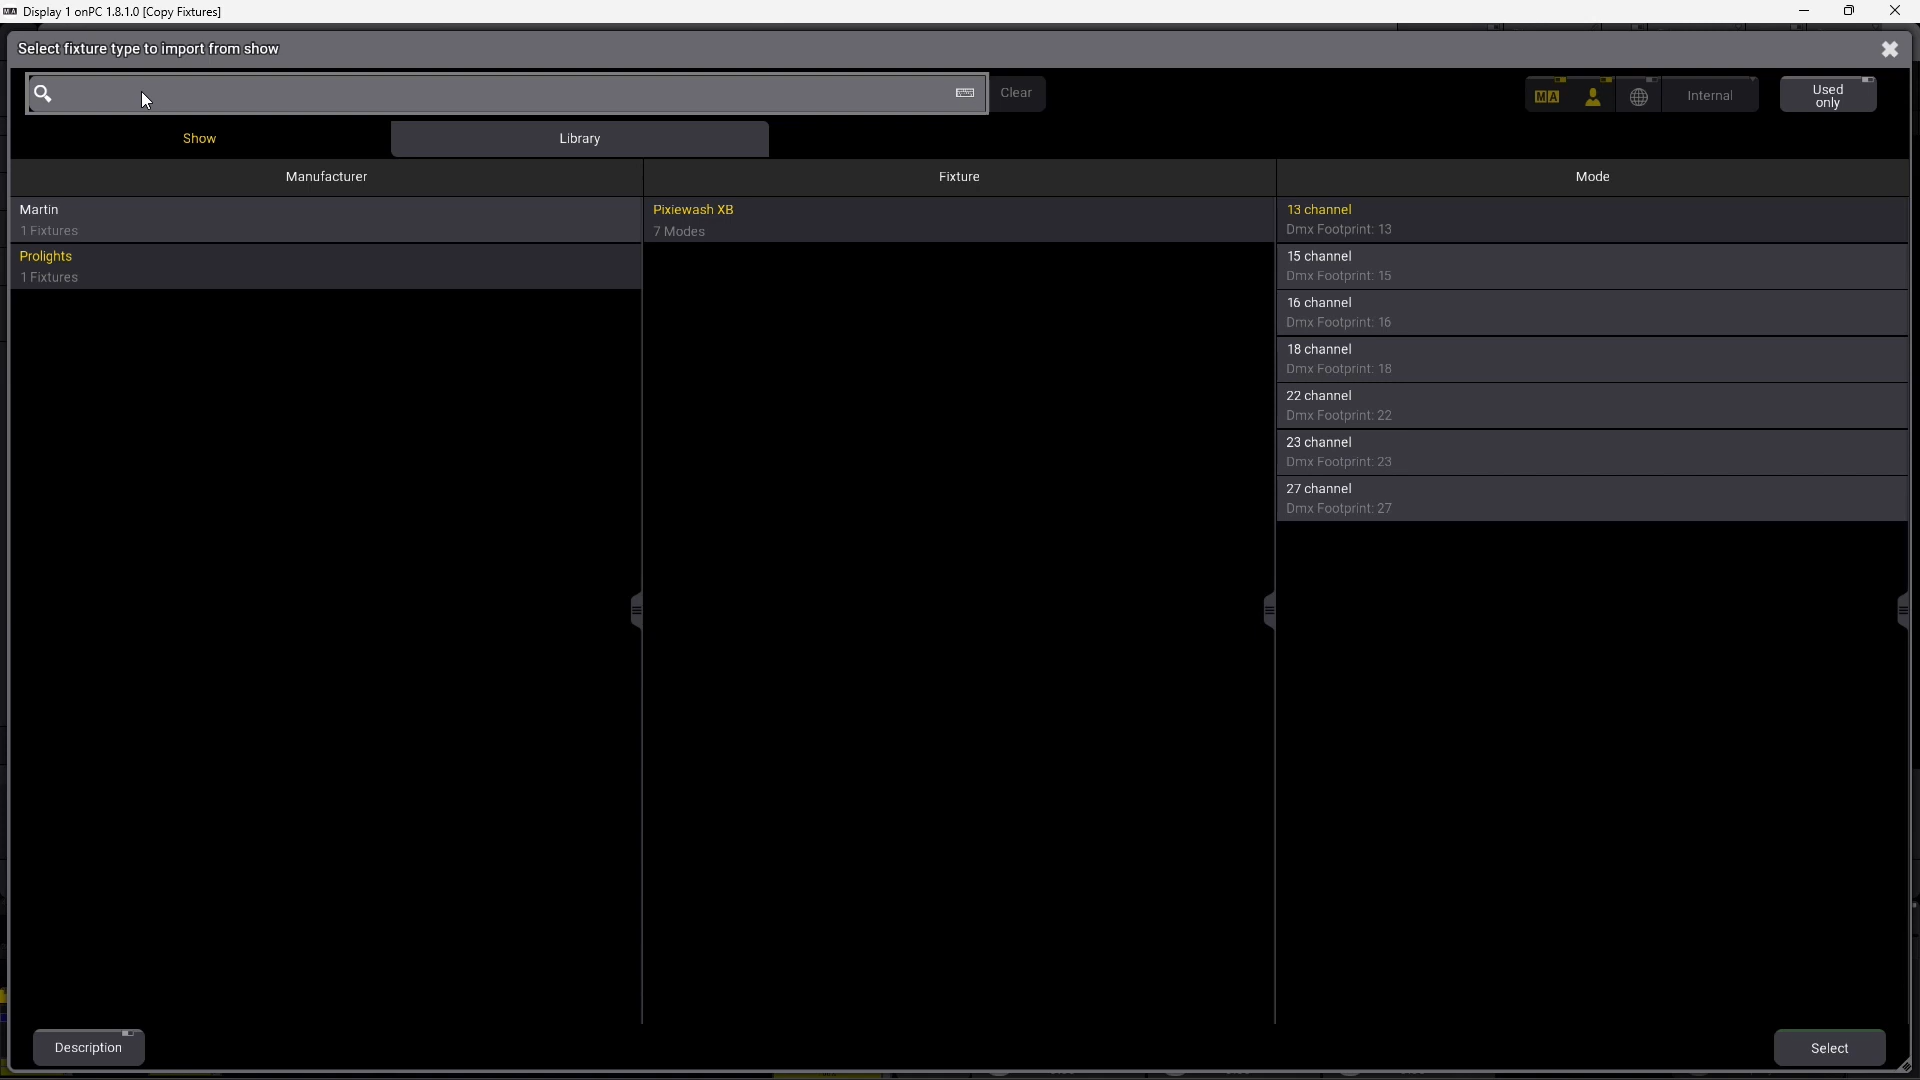 Display 1 onPC 1.8.1.0 [Copy Fixtures]
Select fixture type to import from show
Clear
MA
Internal
Used only
Show
Library
Manufacturer
Fixture
Mode
Martin
1 Fixtures
Prolights
1 Fixtures
Pixiewash XB
7 Modes
13 channel
Dmx Footprint: 13
15 channel
Dmx Footprint: 15
16 channel
Dmx Footprint: 16
18 channel
Dmx Footprint: 18
22 channel
Dmx Footprint: 22
23 channel
Dmx Footprint: 23
27 channel
Dmx Footprint: 27
Description
Select